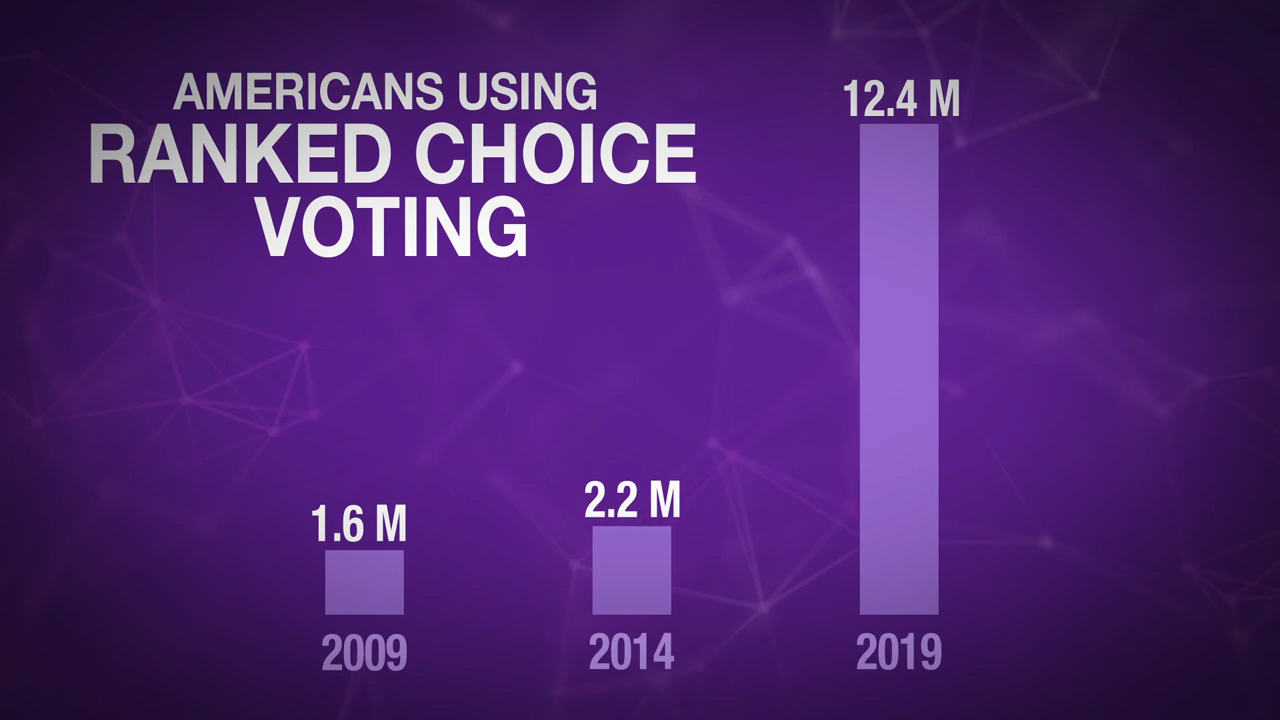 AMERICANS USING
RANKED CHOICE
VOTING
12.4 M
2.2 M
1.6 M
2009
2014
2019